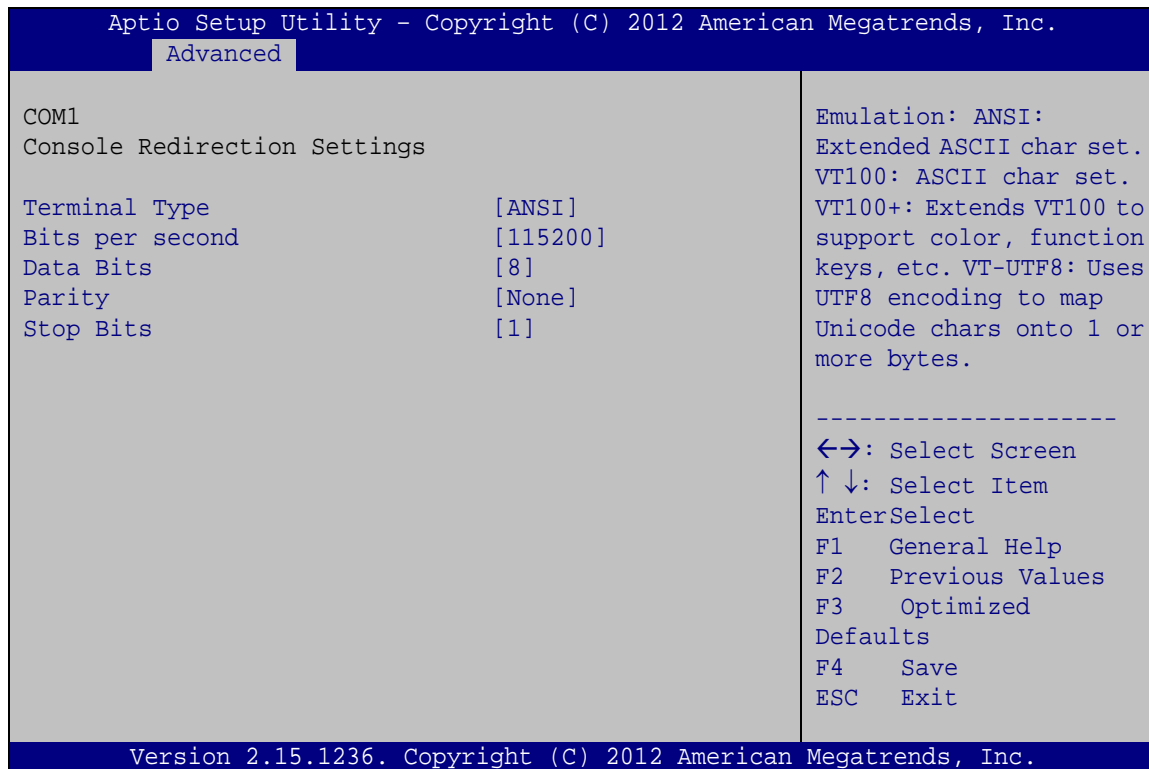 Aptio Setup Utility – Copyright (C) 2012 American Megatrends, Inc.
Advanced
COM1
Console Redirection Settings
Terminal Type [ANSI]
Bits per second [115200]
Data Bits [8]
Parity [None]
Stop Bits [1]
Emulation: ANSI:
Extended ASCII char set.
VT100: ASCII char set.
VT100+: Extends VT100 to
support color, function
keys, etc. VT-UTF8: Uses
UTF8 encoding to map
Unicode chars onto 1 or
more bytes.
---------------------
←→: Select Screen
↑ ↓: Select Item
EnterSelect
F1 General Help
F2 Previous Values
F3 Optimized
Defaults
F4 Save
ESC Exit
Version 2.15.1236. Copyright (C) 2012 American Megatrends, Inc.